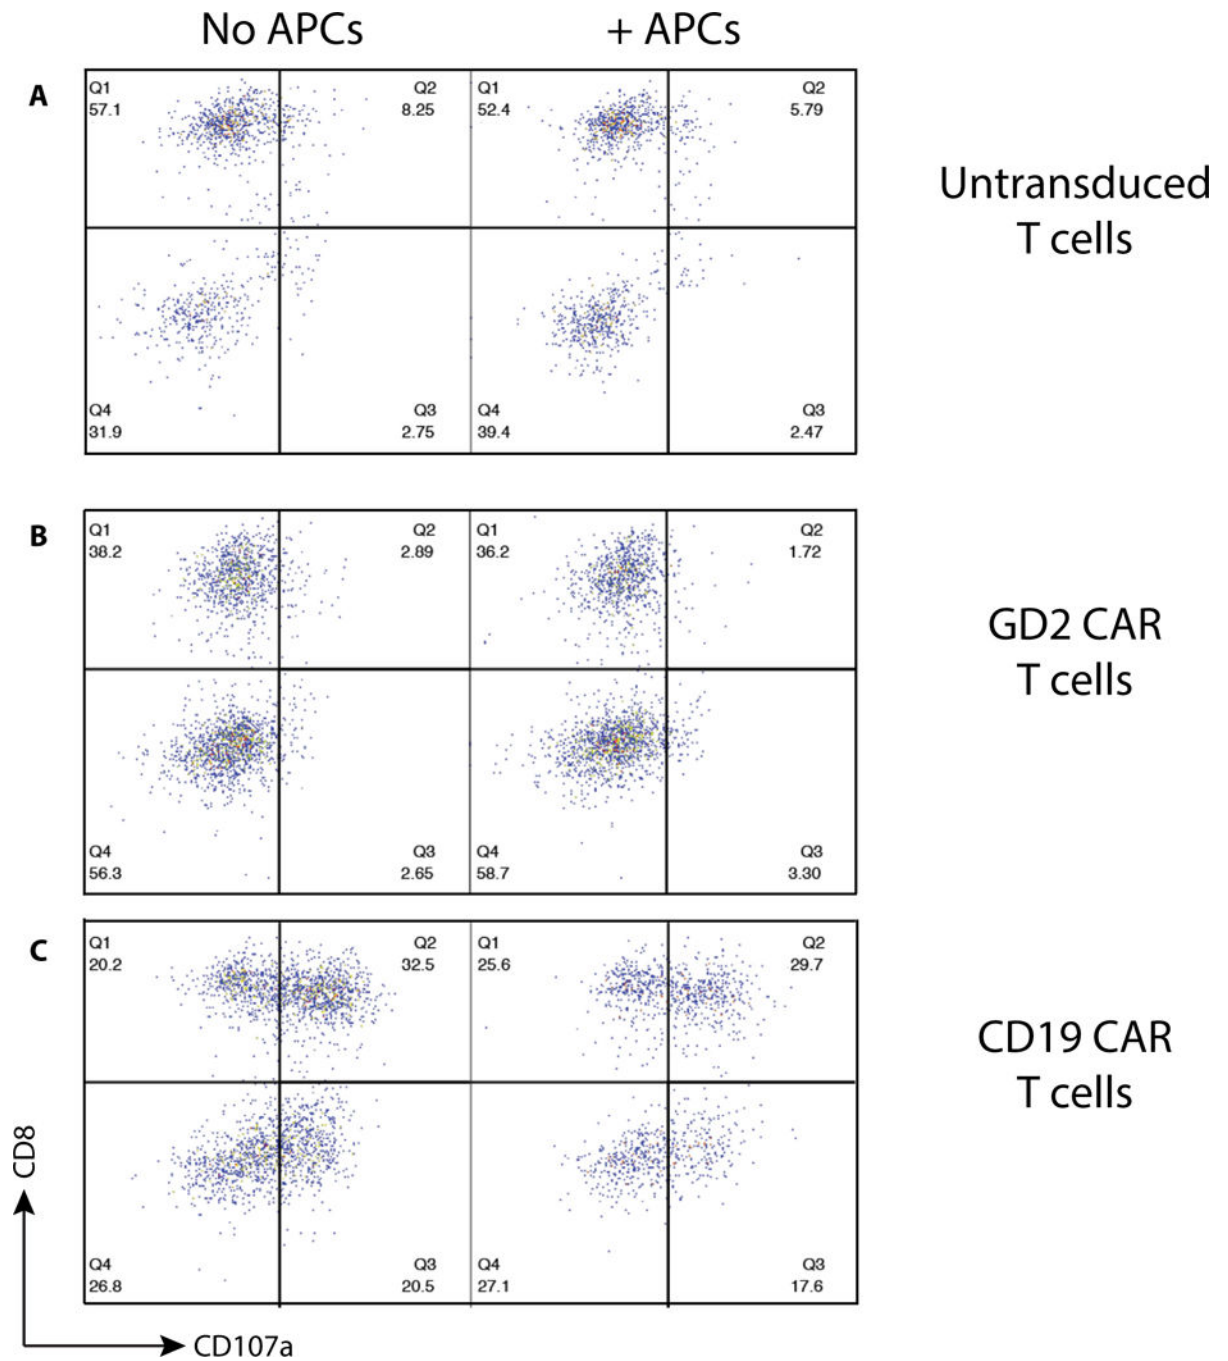 No APCs
+ APCs
A
Q1
57.1
Q2
8.25
Q4
31.9
Q3
2.75
Q1
52.4
Q2
5.79
Q4
39.4
Q3
2.47
Untransduced
T cells
B
Q1
38.2
Q2
2.89
Q4
56.3
Q3
2.65
Q1
36.2
Q2
1.72
Q4
58.7
Q3
3.30
GD2 CAR
T cells
C
Q1
20.2
Q2
32.5
Q4
26.8
Q3
20.5
Q1
25.6
Q2
29.7
Q4
27.1
Q3
17.6
CD19 CAR
T cells
CD8
CD107a